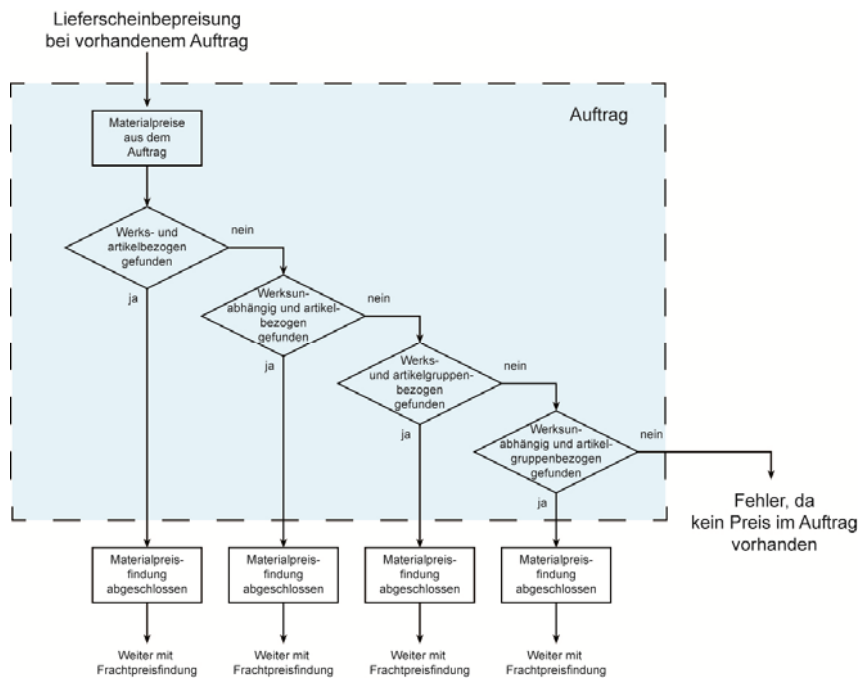 Lieferscheinbepreisung
bei vorhandenem Auftrag
Auftrag
Materialpreise
aus dem
Auftrag
Werks- und
artikelbezogen
gefunden
nein
ja
Werksun-
abhängig und artikel-
bezogen
gefunden
nein
ja
Werks-
und artikelgruppen-
bezogen
gefunden
nein
ja
Werksun-
abhängig und artikel-
gruppenbezogen
gefunden
nein
ja
Fehler, da
kein Preis im Auftrag
vorhanden
Materialpreis-
findung
abgeschlossen
Materialpreis-
findung
abgeschlossen
Materialpreis-
findung
abgeschlossen
Materialpreis-
findung
abgeschlossen
Weiter mit
Frachtpreisfindung
Weiter mit
Frachtpreisfindung
Weiter mit
Frachtpreisfindung
Weiter mit
Frachtpreisfindung